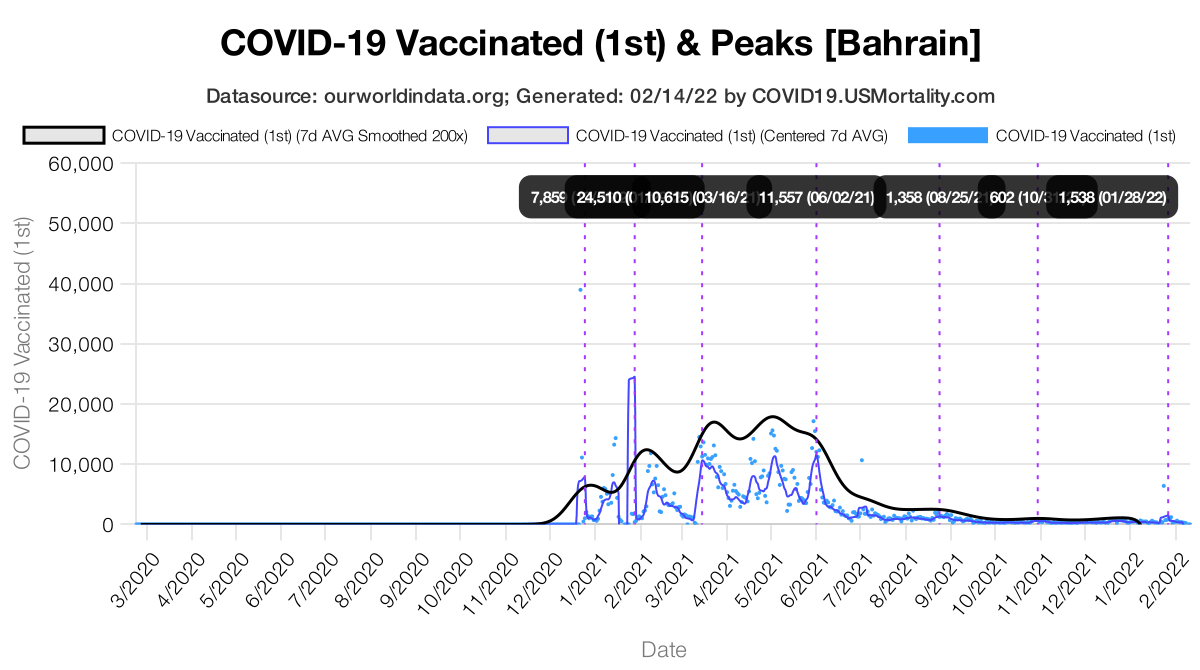 COVID-19 Vaccinated (1st) & Peaks [Bahrain]
Datasource: ourworldindata.org; Generated: 02/14/22 by COVID19.USMortality.com
COVID-19 Vaccinated (1st) (7d AVG Smoothed 200x) COVID-19 Vaccinated (1st) (Centered 7d AVG) COVID-19 Vaccinated (1st)
60,000
7,859 24,510 10,615 (03/16/21) 11,557 (06/02/21) 1,358 (08/25/2 602 (10/3 1,538 (01/28/22)
50,000
40,000
30,000
20,000
10,000
0
COVID-19 Vaccinated (1st)
3/2020 4/2020 5/2020 6/2020 7/2020 8/2020 9/2020 10/2020 11/2020 12/2020 1/2021 2/2021 3/2021 4/2021 5/2021 6/2021 7/2021 8/2021 9/2021 10/2021 11/2021 12/2021 1/2022 2/2022
Date